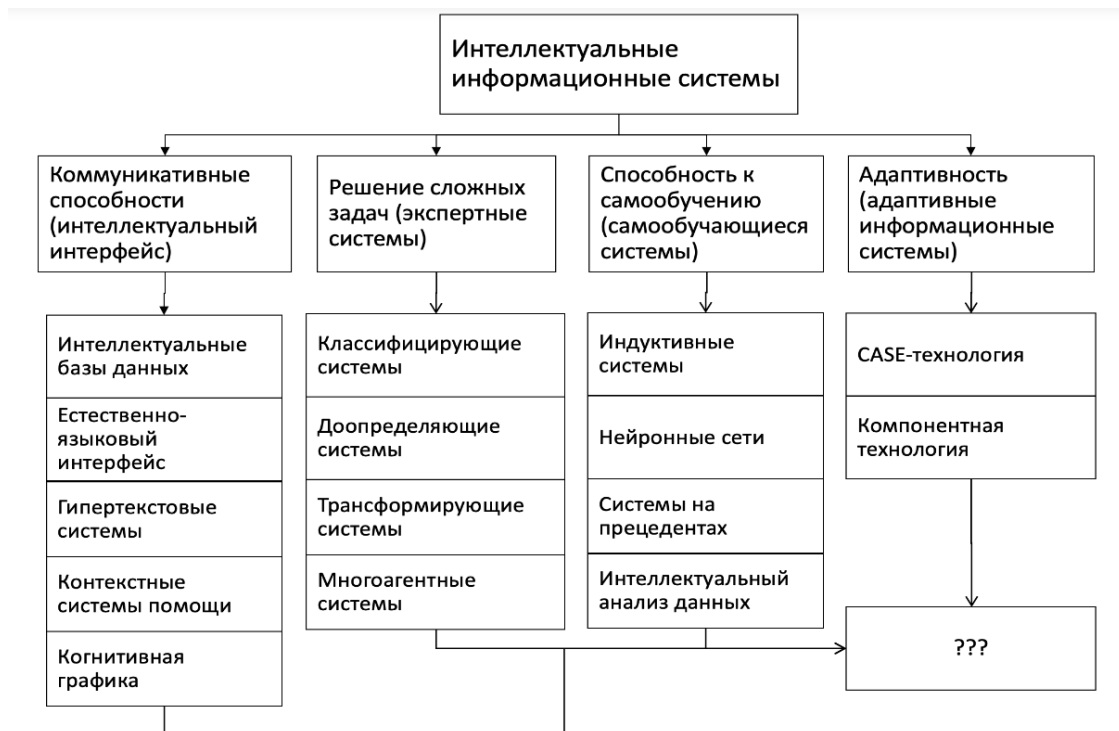 Интеллектуальные
информационные системы
Коммуникативные
способности
(интеллектуальный
интерфейс)
Решение сложных
задач (экспертные
системы)
Способность к
самообучению
(самообучающиеся
системы)
Адаптивность
(адаптивные
информационные
системы)
Интеллектуальные
базы данных
Естественно-
языковый
интерфейс
Гипертекстовые
системы
Контекстные
системы помощи
Когнитивная
графика
Классифицирующие
системы
Доопределяющие
системы
Трансформирующие
системы
Многоагентные
системы
Индуктивные
системы
Нейронные сети
Системы на
прецедентах
Интеллектуальный
анализ данных
CASE-технология
Компонентная
технология
???